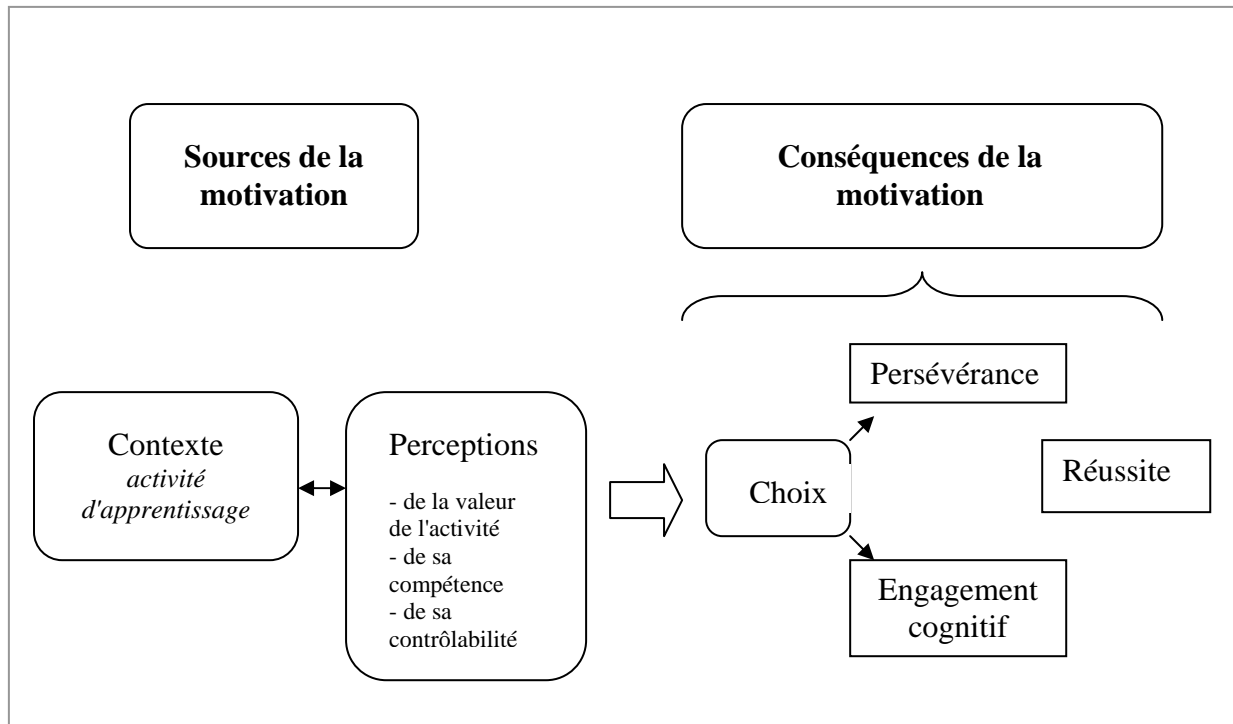 Sources de la
motivation
Conséquences de la
motivation
Contexte
activité
d'apprentissage
Perceptions
- de la valeur
de l'activité
- de sa
compétence
- de sa
contrôlabilité
Choix
Persévérance
Réussite
Engagement
cognitif